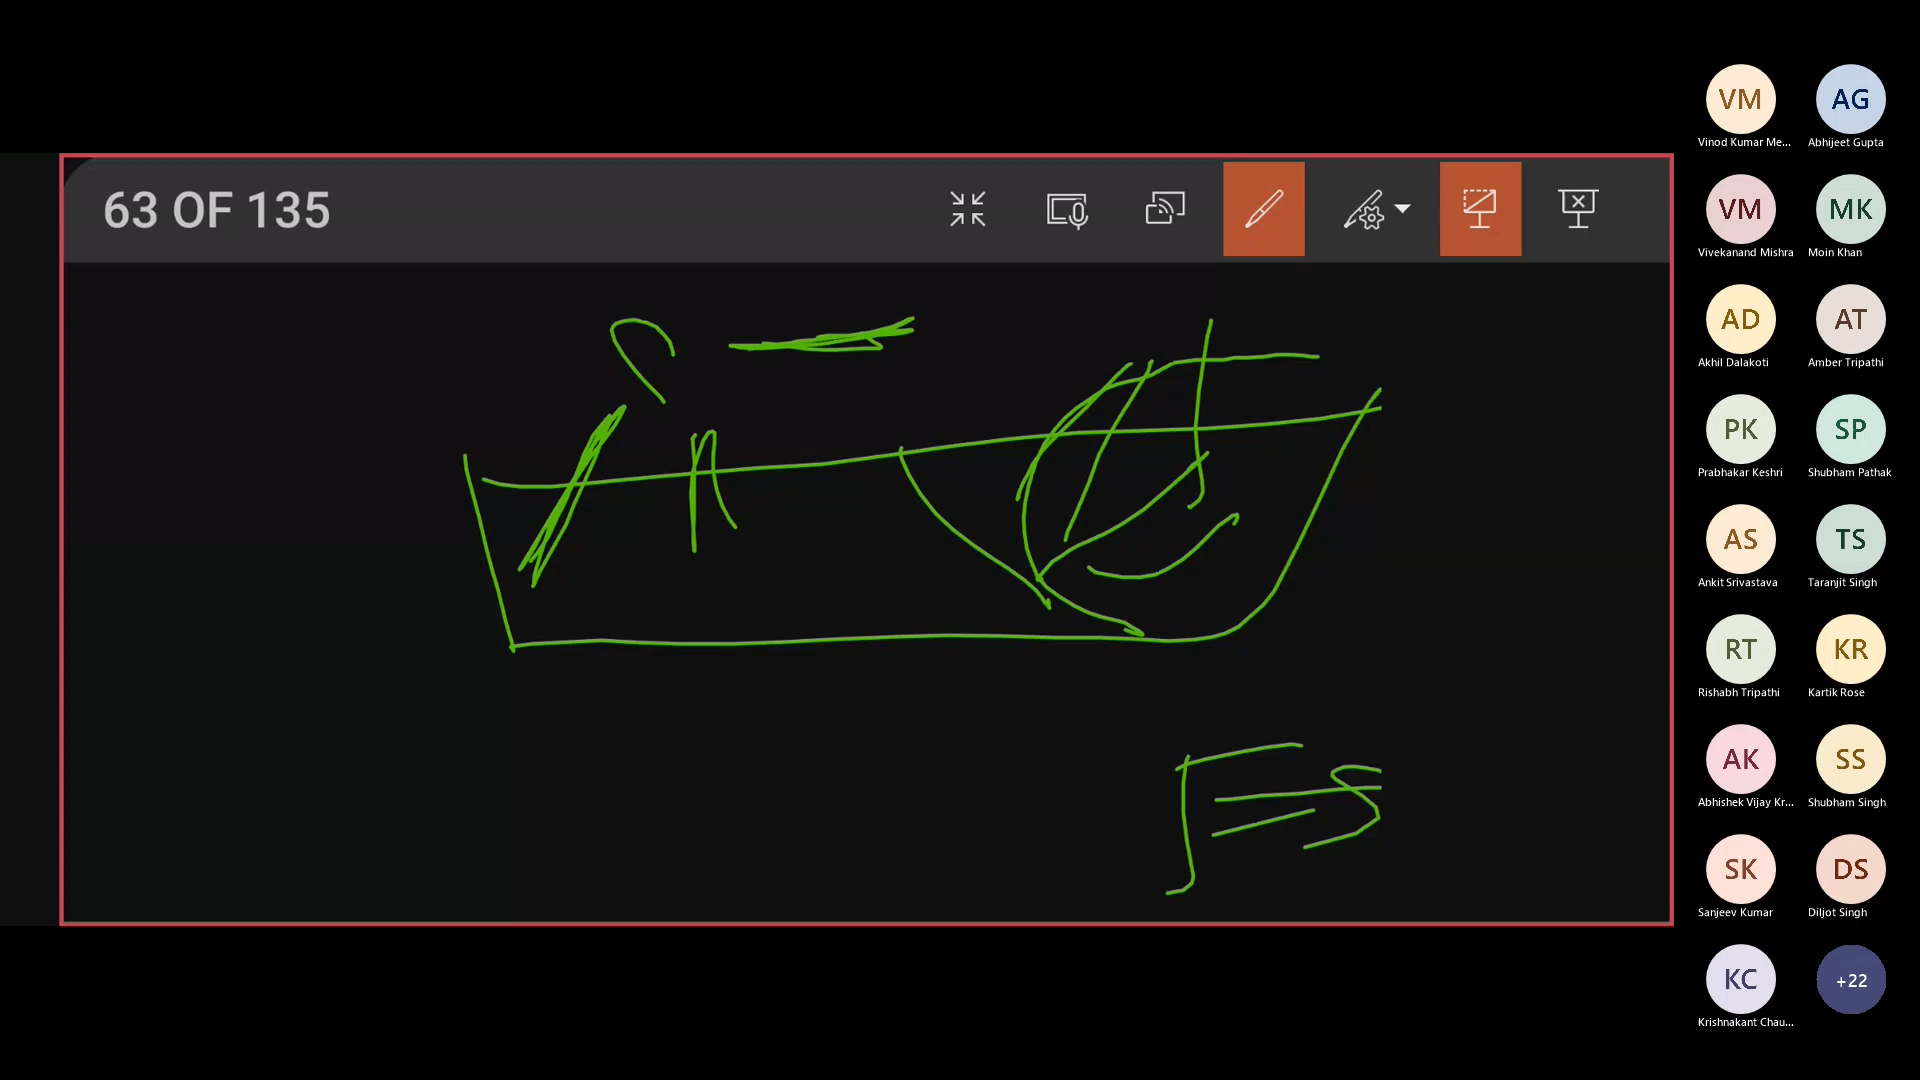 63 OF 135
VM AG
Vinod Kumar Me... Abhijeet Gupta
VM MK
Vivekanand Mishra Moin Khan
AD AT
Akhil Dalakoti Amber Tripathi
PK SP
Prabhakar Keshri Shubham Pathak
AS TS
Ankit Srivastava Taranjit Singh
RT KR
Rishabh Tripathi Kartik Rose
AK SS
Abhishek Vijay Kr... Shubham Singh
SK DS
Sanjeev Kumar Diljot Singh
KC +22
Krishnakant Chau...